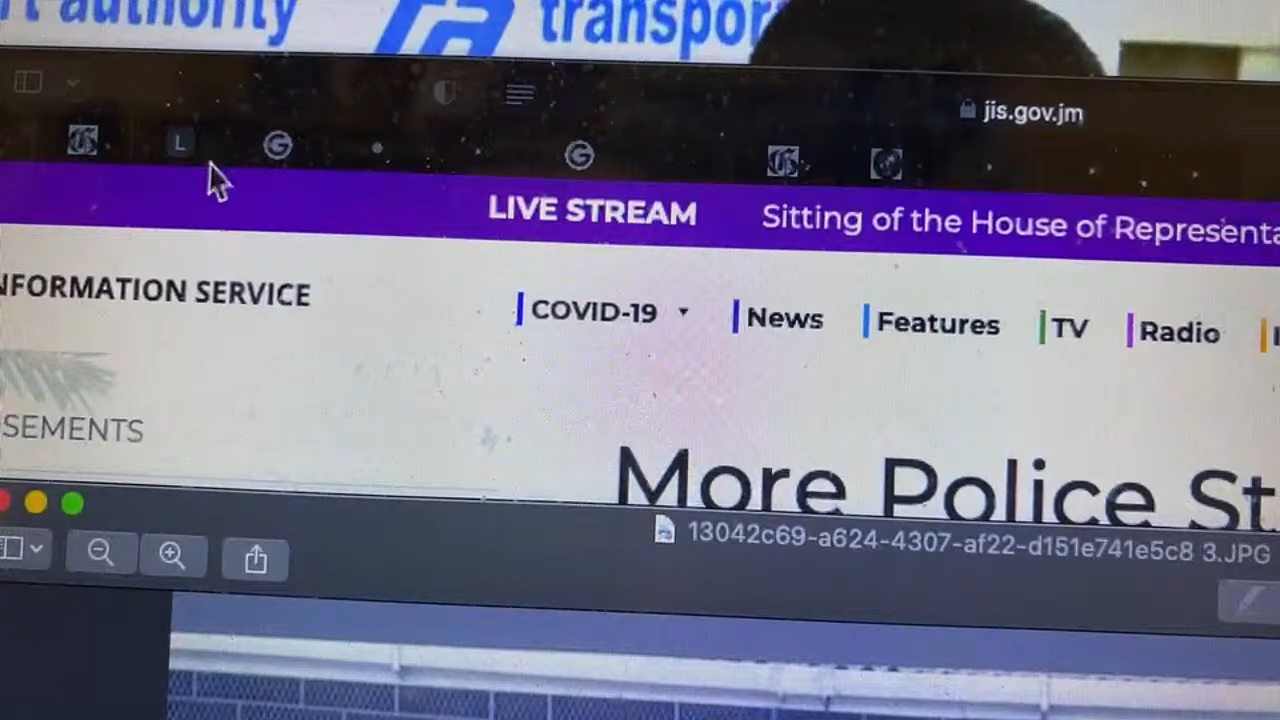 authority
transpor
jis.gov.jm
L
LIVE STREAM Sitting of the House of Representa
NFORMATION SERVICE
COVID-19 News Features TV Radio
SEMENTS
More Police St
13042c69-a624-4307-af22-d151e741e5c8 3.JPG